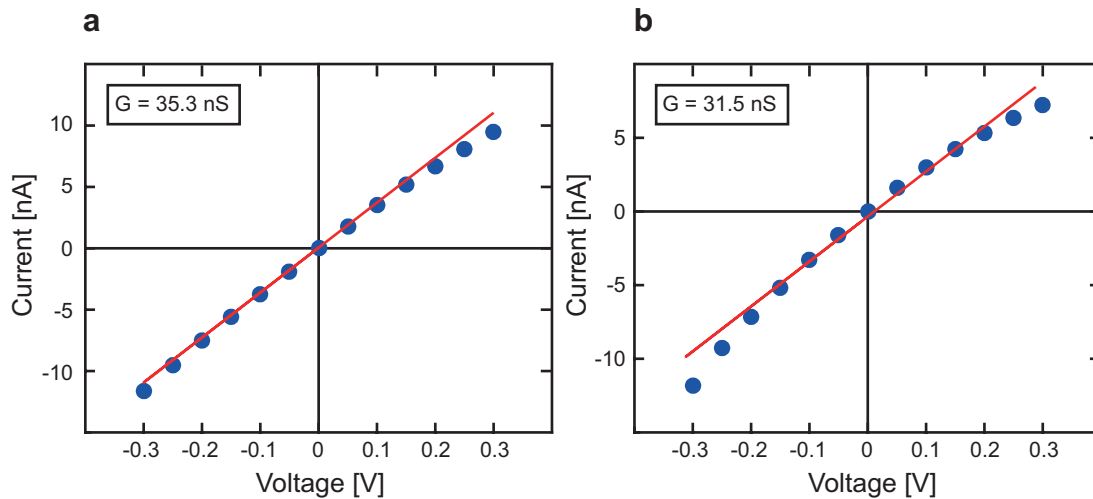 a
G = 35.3 nS
Current [nA]
10
5
0
-5
-10
-0.3
-0.2
-0.1
0
0.1
0.2
0.3
Voltage [V]
b
G = 31.5 nS
Current [nA]
5
0
-5
-10
-0.3
-0.2
-0.1
0
0.1
0.2
0.3
Voltage [V]